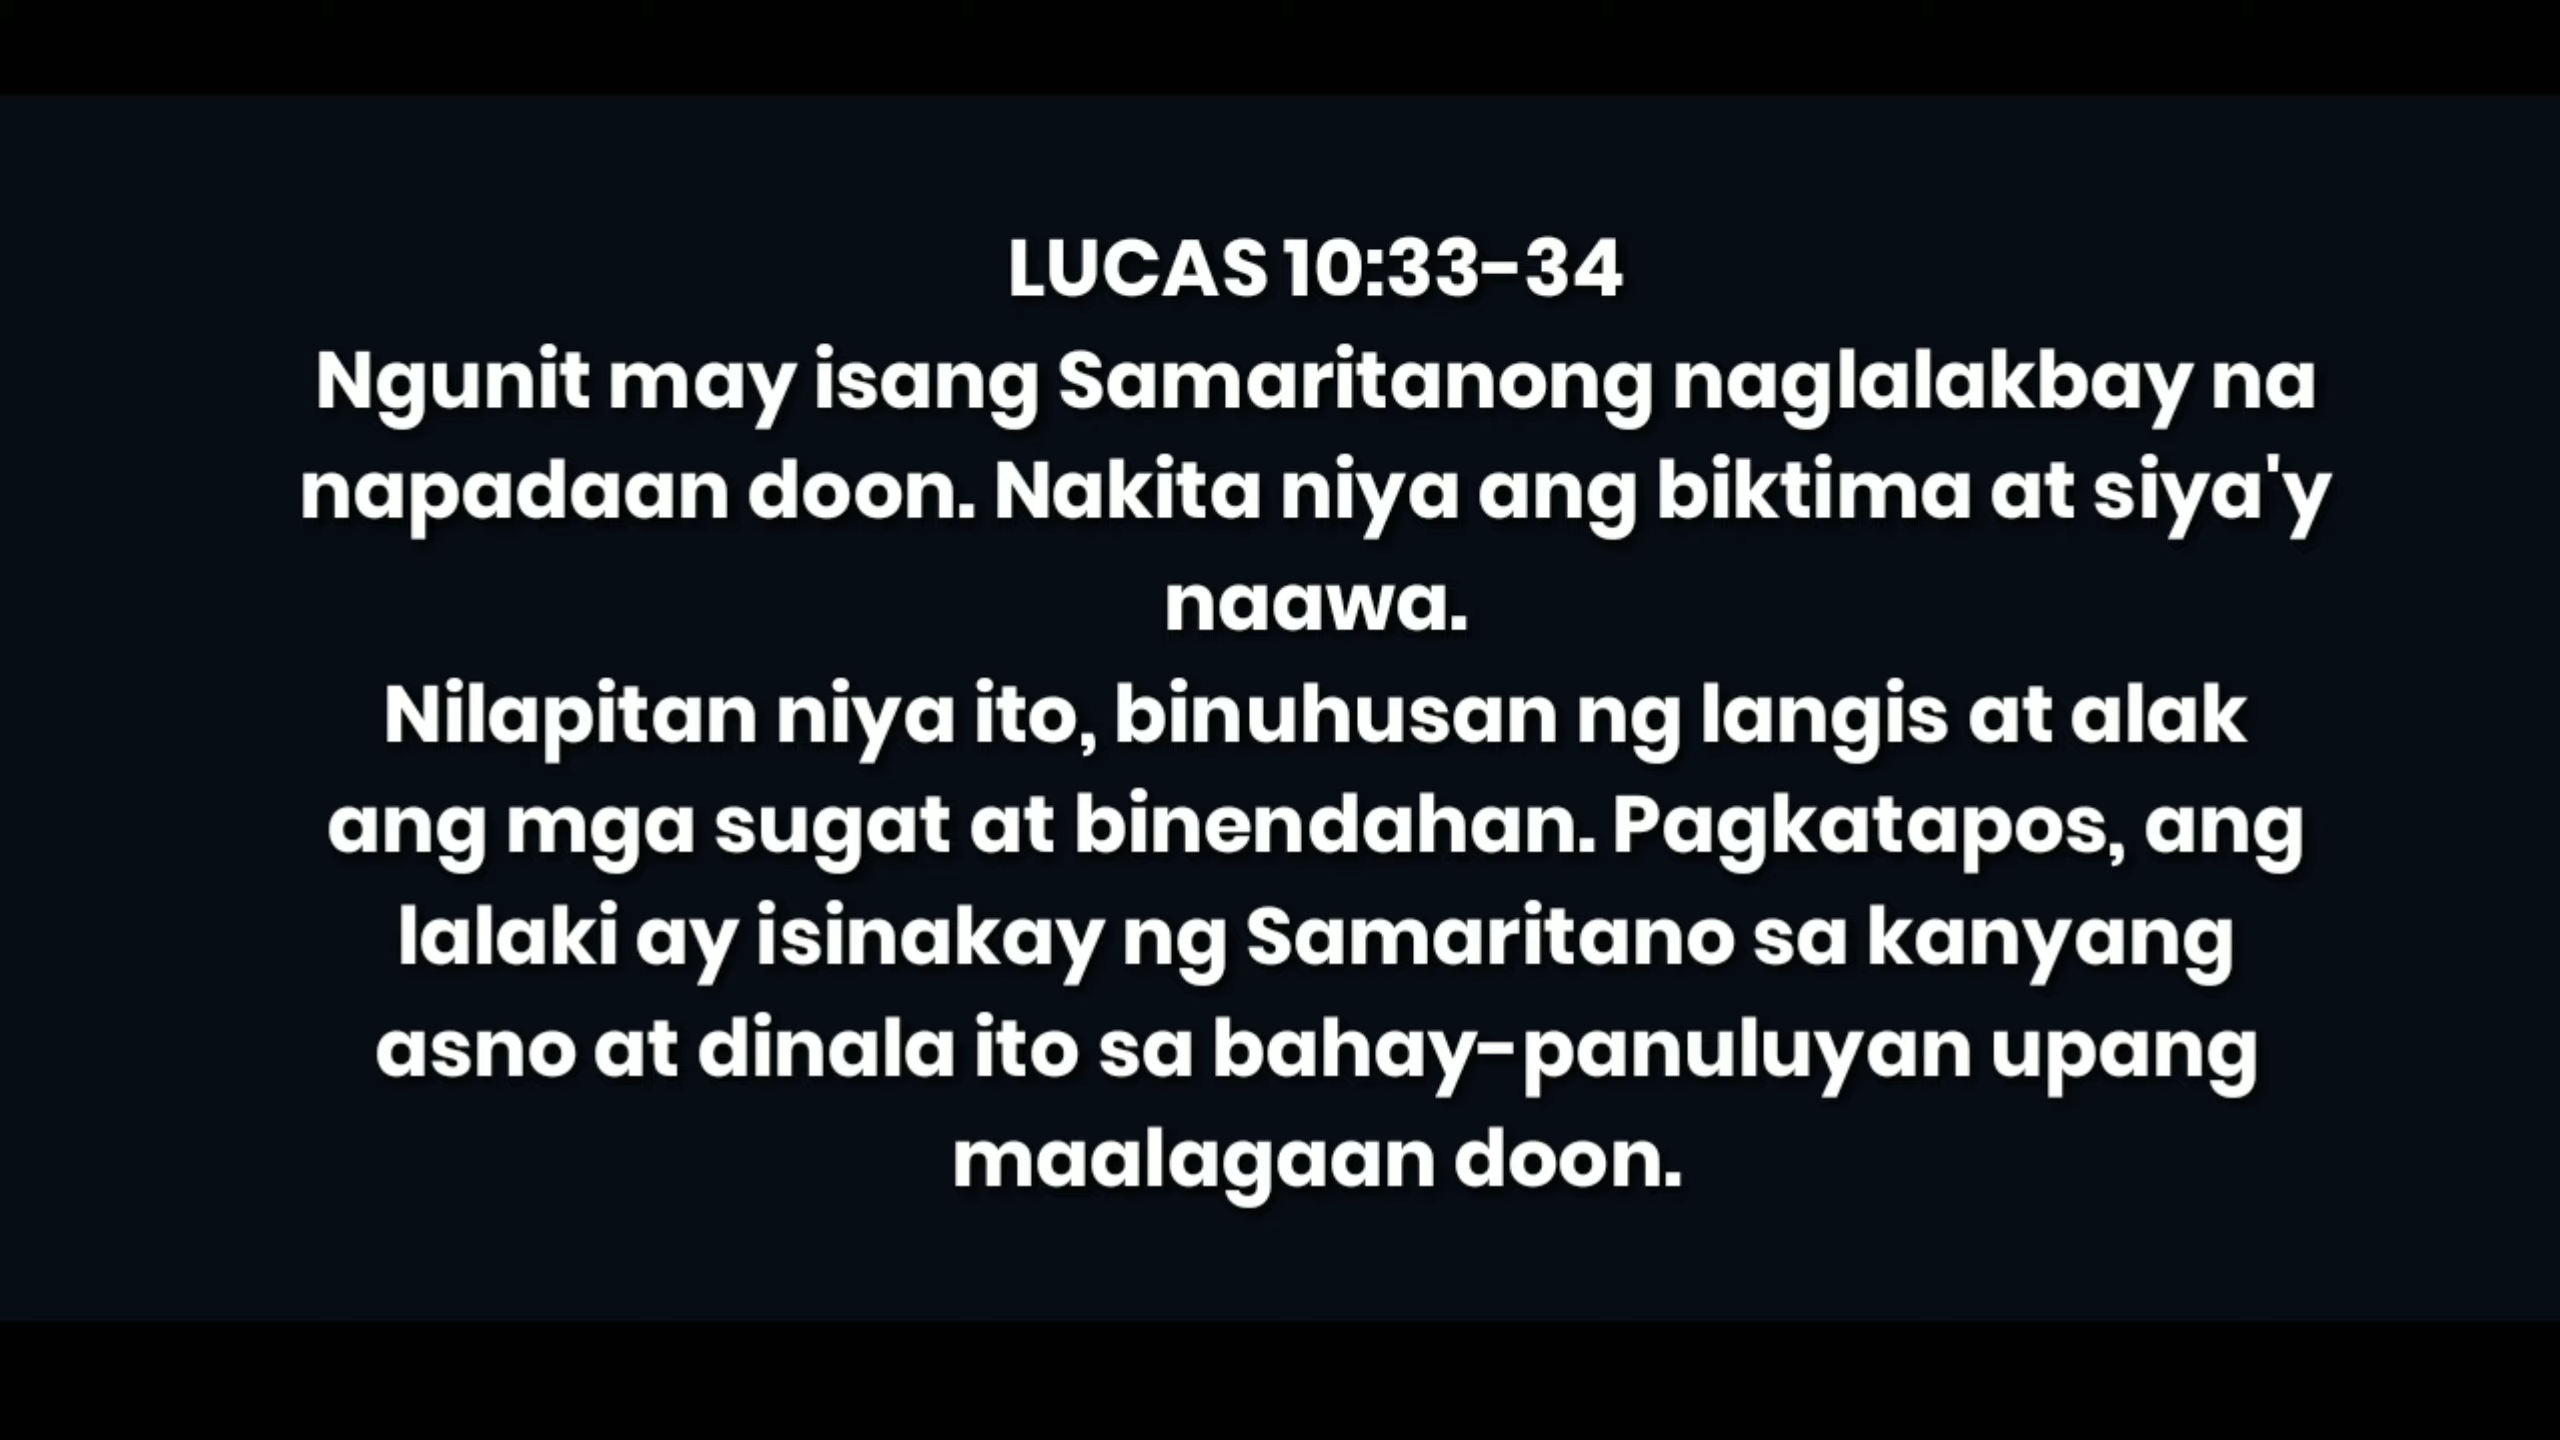 LUCAS 10:33-34
Ngunit may isang Samaritanong naglalakbay na
napadaan doon. Nakita niya ang biktima at siya'y
naawa.
Nilapitan niya ito, binuhusan ng langis at alak
ang mga sugat at binendahan. Pagkatapos, ang
lalaki ay isinakay ng Samaritano sa kanyang
asno at dinala ito sa bahay-panuluyan upang
maalagaan doon.